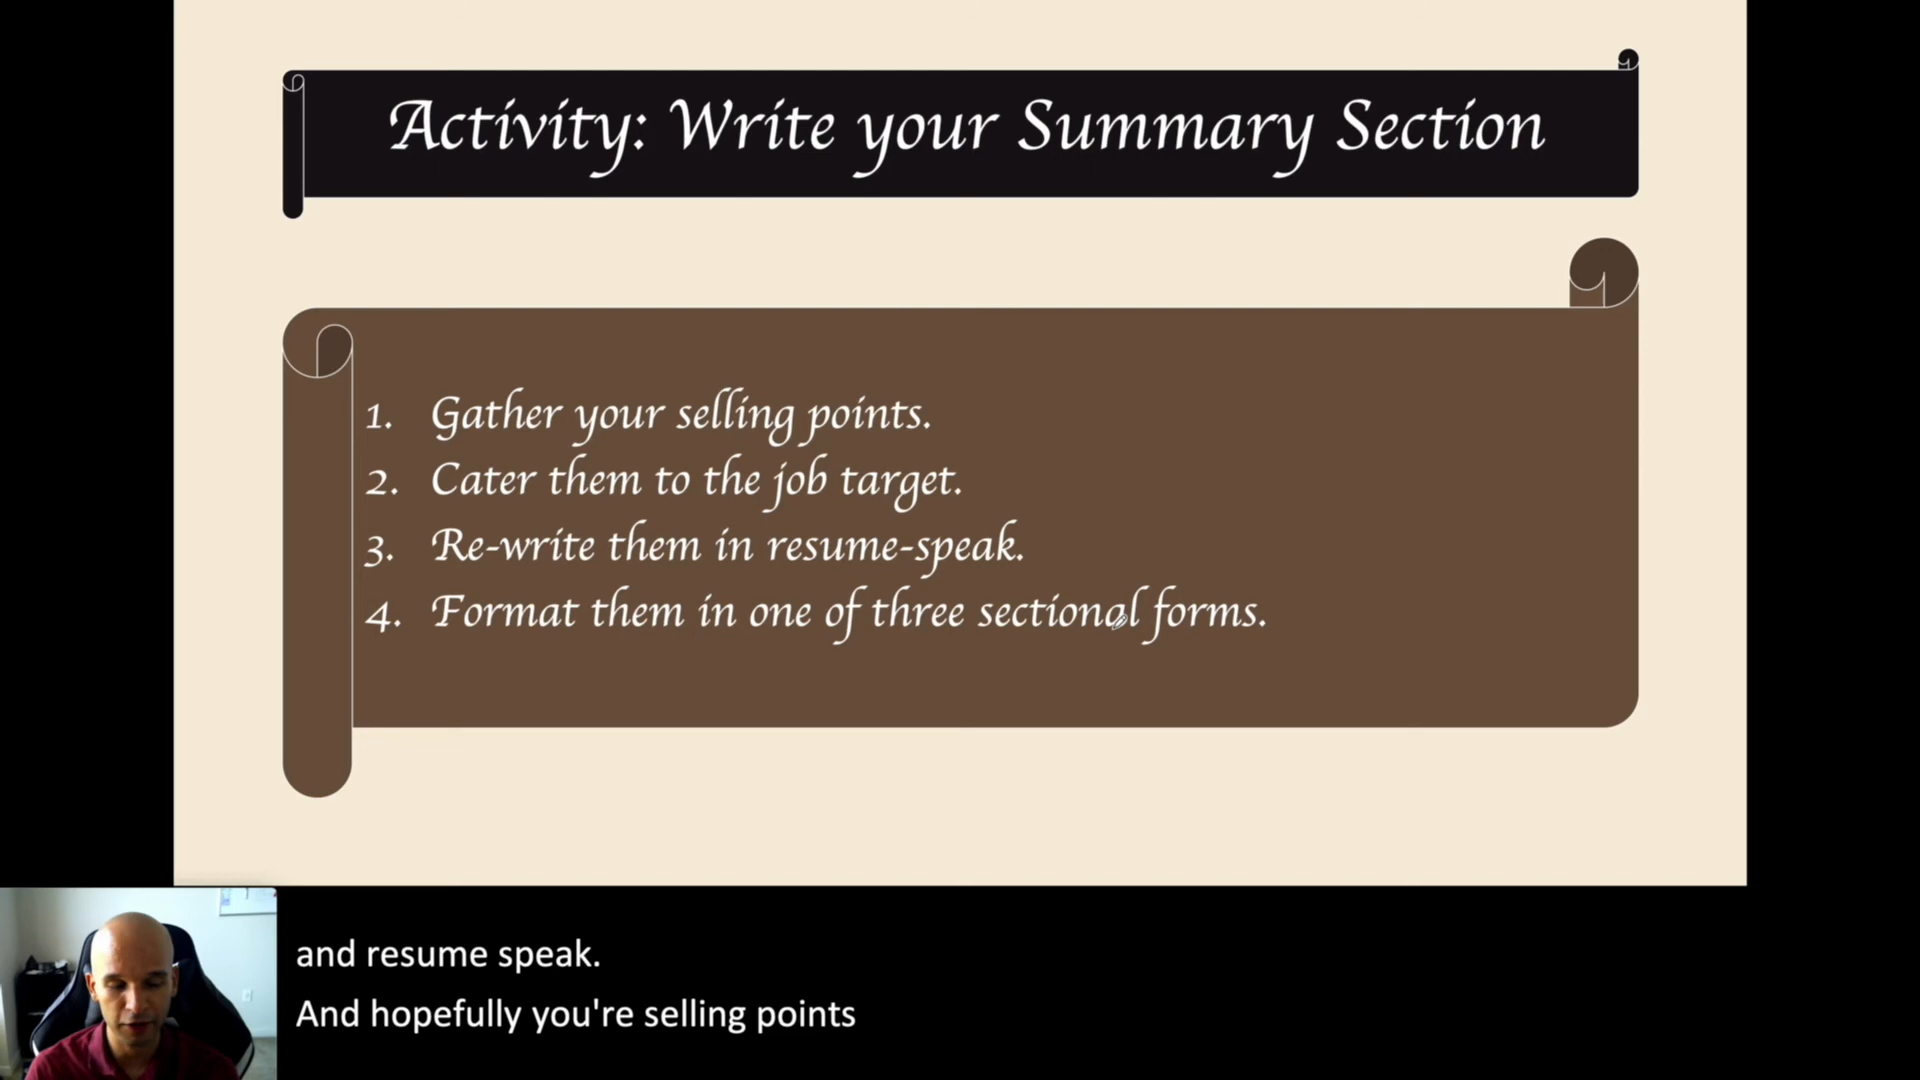 Activity: Write your Summary Section
1. Gather your selling points.
2. Cater them to the job target.
3. Re-write them in resume-speak.
4. Format them in one of three sectional forms.
and resume speak.
And hopefully you're selling points